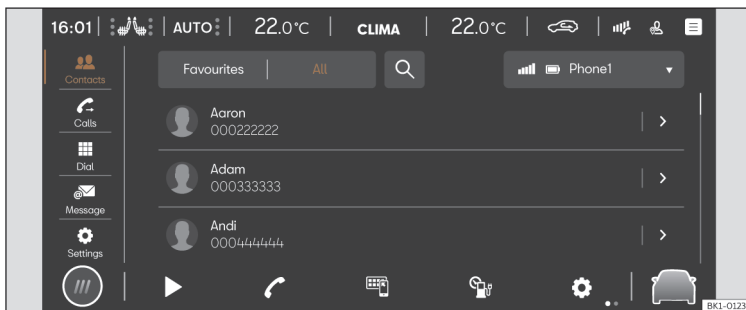 16:01 AUTO 22.0°C CLIMA 22.0°C
Contacts
Favourites All Phone1
Calls
Aaron
000222222
Dial
Adam
000333333
Message
Andi
000444444
Settings
BK1-0123